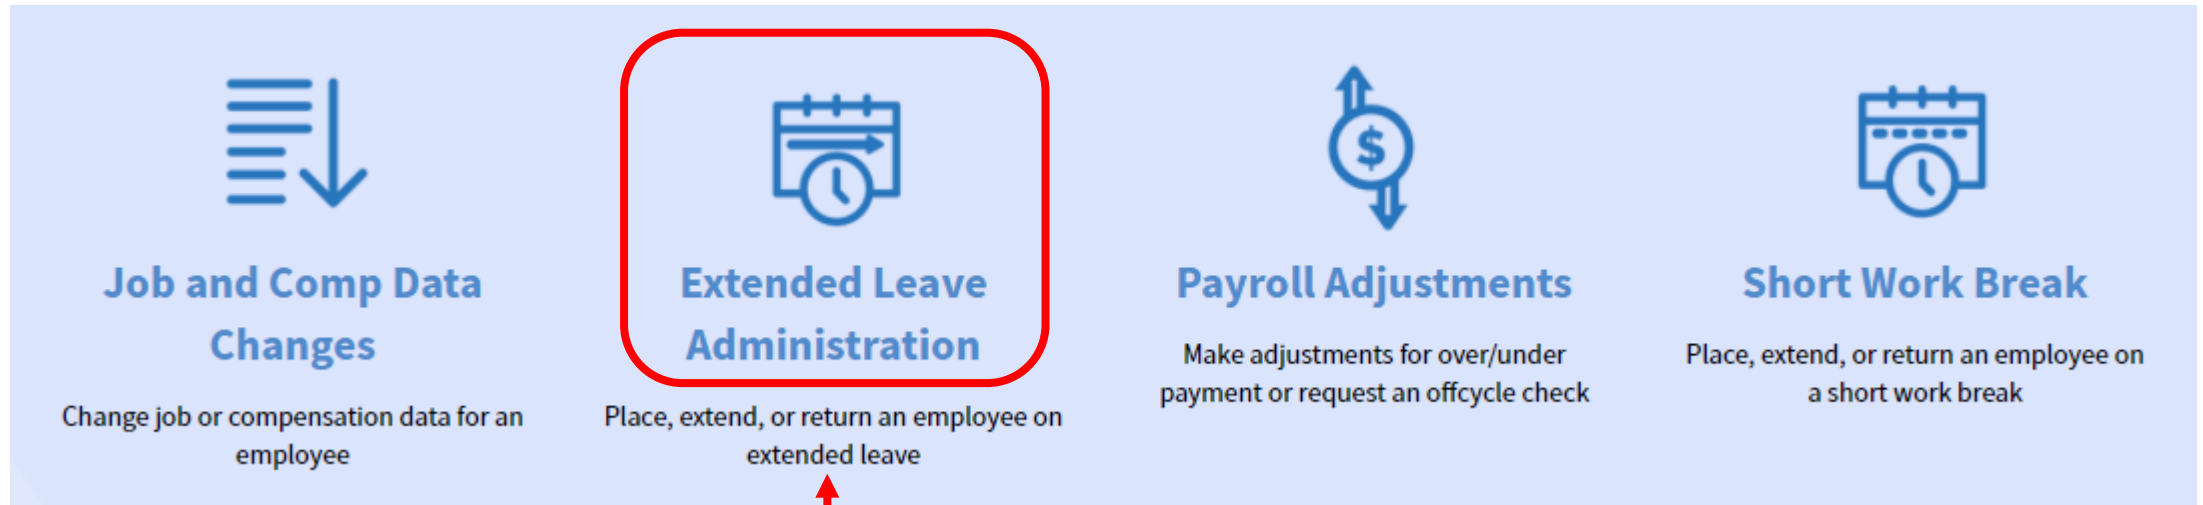 Job and Comp Data
Changes
Change job or compensation data for an
employee
Extended Leave
Administration
Place, extend, or return an employee on
extended leave
$
Payroll Adjustments
Make adjustments for over/under
payment or request an offcycle check
Short Work Break
Place, extend, or return an employee on
a short work break